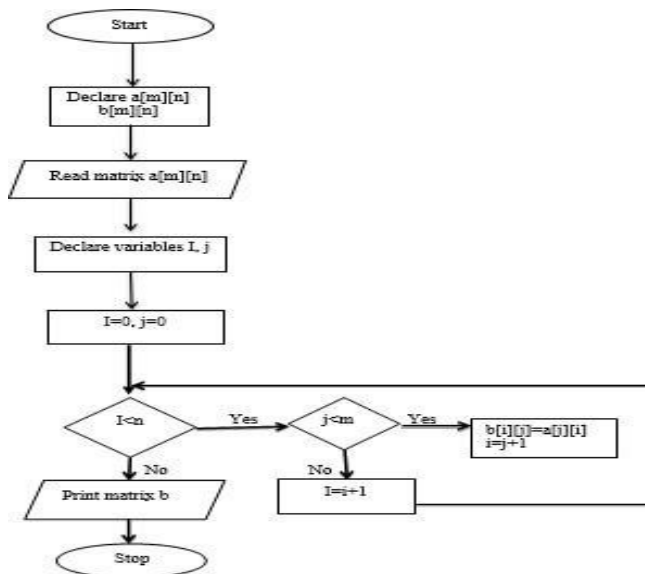 Start
Declare a[m][n]
b[m][n]
Read matrix a[m][n]
Declare variables I, j
I=0, j=0
I<n
Yes
j<m
Yes
b[i][j]=a[j][i]
i=j+1
No
No
Print matrix b
I=i+1
Stop